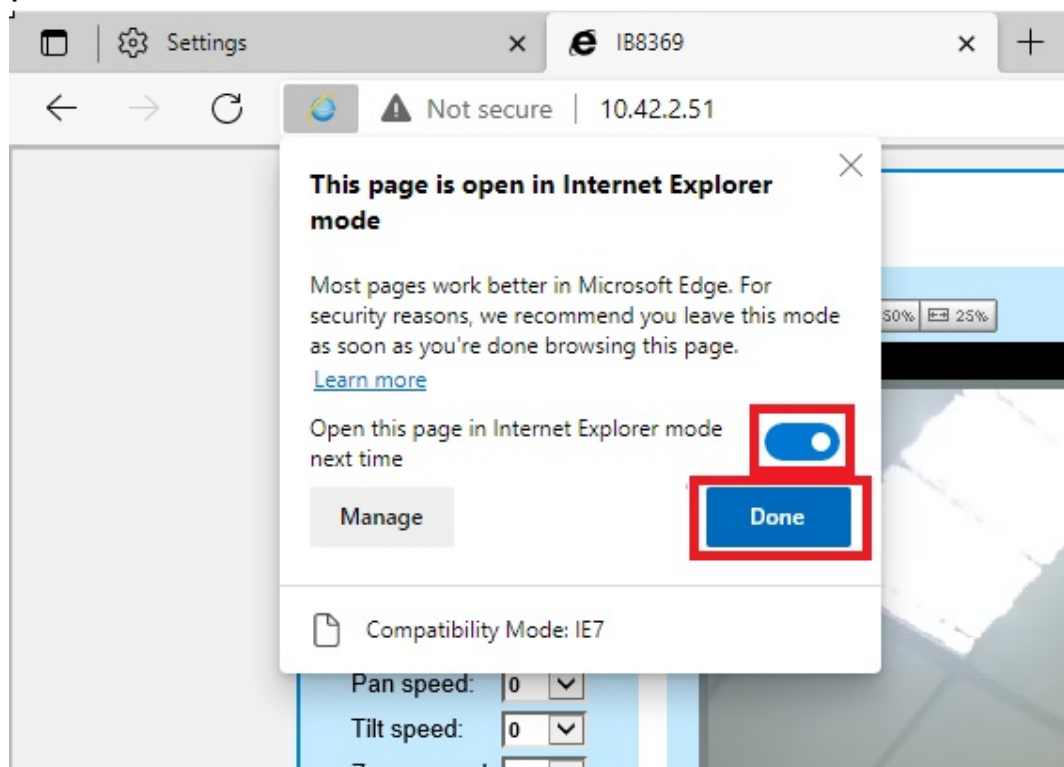 Settings
IB8369
Not secure | 10.42.2.51
This page is open in Internet Explorer
mode
Most pages work better in Microsoft Edge. For
security reasons, we recommend you leave this mode
as soon as you're done browsing this page.
Learn more
50% 25%
Open this page in Internet Explorer mode
next time
Manage Done
Compatibility Mode: IE7
Pan speed: 0
Tilt speed: 0